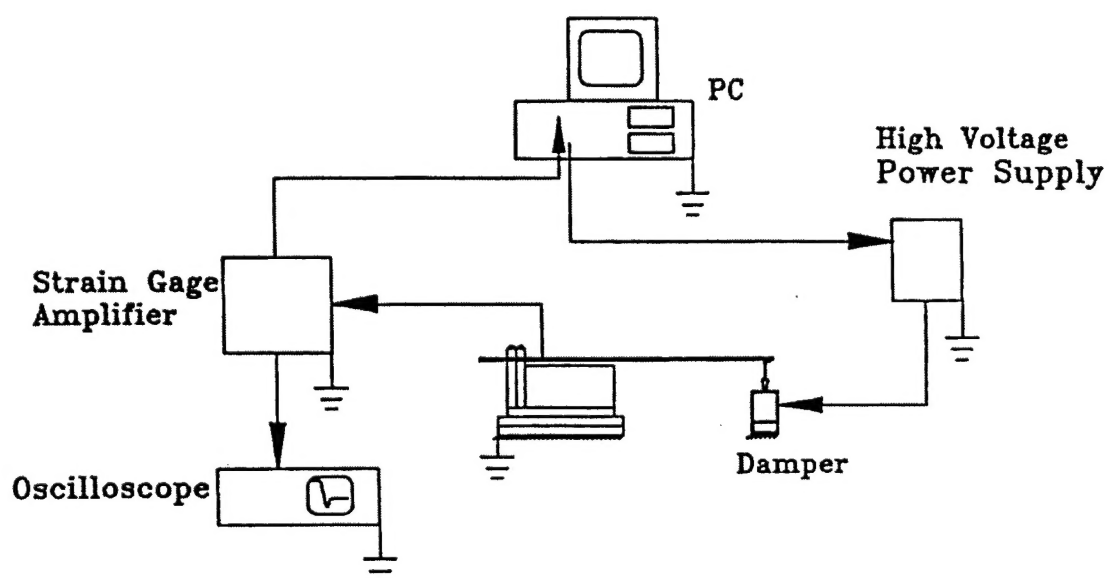 PC
High Voltage
Power Supply
Strain Gage
Amplifier
Damper
Oscilloscope